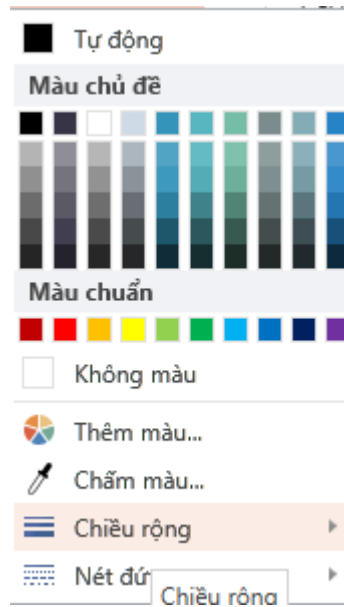 Tự động
Màu chủ đề
Màu chuẩn
Không màu
Thêm màu...
Chấm màu...
Chiều rộng
Nét đứ
Chiều rộng